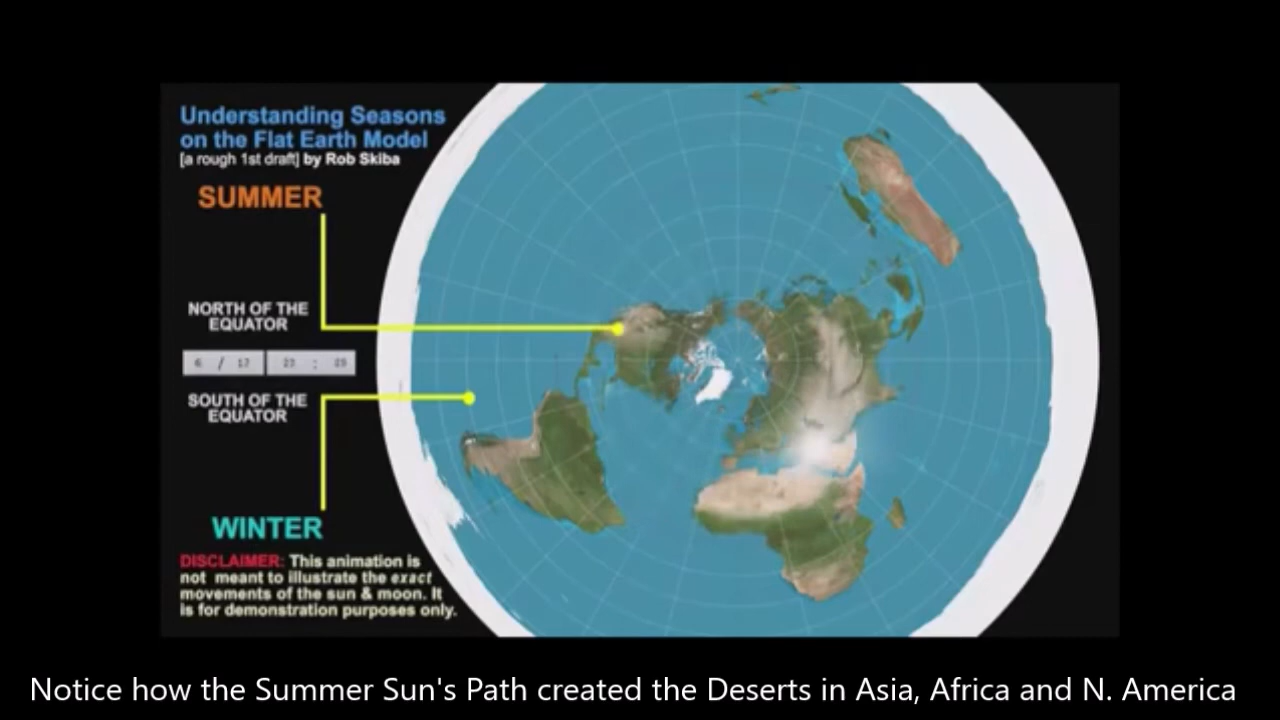 Understanding Seasons
on the Flat Earth Model
[a rough 1st draft] by Rob Skiba
SUMMER
NORTH OF THE
EQUATOR
6 / 17
SOUTH OF THE
EQUATOR
WINTER
DISCLAIMER: This animation is
not meant to illustrate the exact
movements of the sun & moon. It
is for demonstration purposes only.
Notice how the Summer Sun's Path created the Deserts in Asia, Africa and N. America